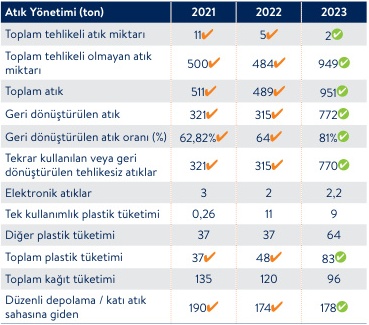 Atık Yönetimi (ton) 2021 2022 2023
Toplam tehlikeli atık miktarı 11✔ 5✔ 2✔
Toplam tehlikeli olmayan atık
miktarı 500✔ 484✔ 949✔
Toplam atık 511✔ 489✔ 951✔
Geri dönüştürülen atık 321✔ 315✔ 772✔
Geri dönüştürülen atık oranı (%) 62,82%✔ 64✔ 81%✔
Tekrar kullanılan veya geri
dönüştürülen tehlikesiz atıklar 321✔ 315✔ 770✔
Elektronik atıklar 3 2 2,2
Tek kullanımlık plastik tüketimi 0,26 11 9
Diğer plastik tüketimi 37 37 64
Toplam plastik tüketimi 37✔ 48✔ 83✔
Toplam kağıt tüketimi 135 120 96
Düzenli depolama / katı atık
sahasına giden 190✔ 174✔ 178✔